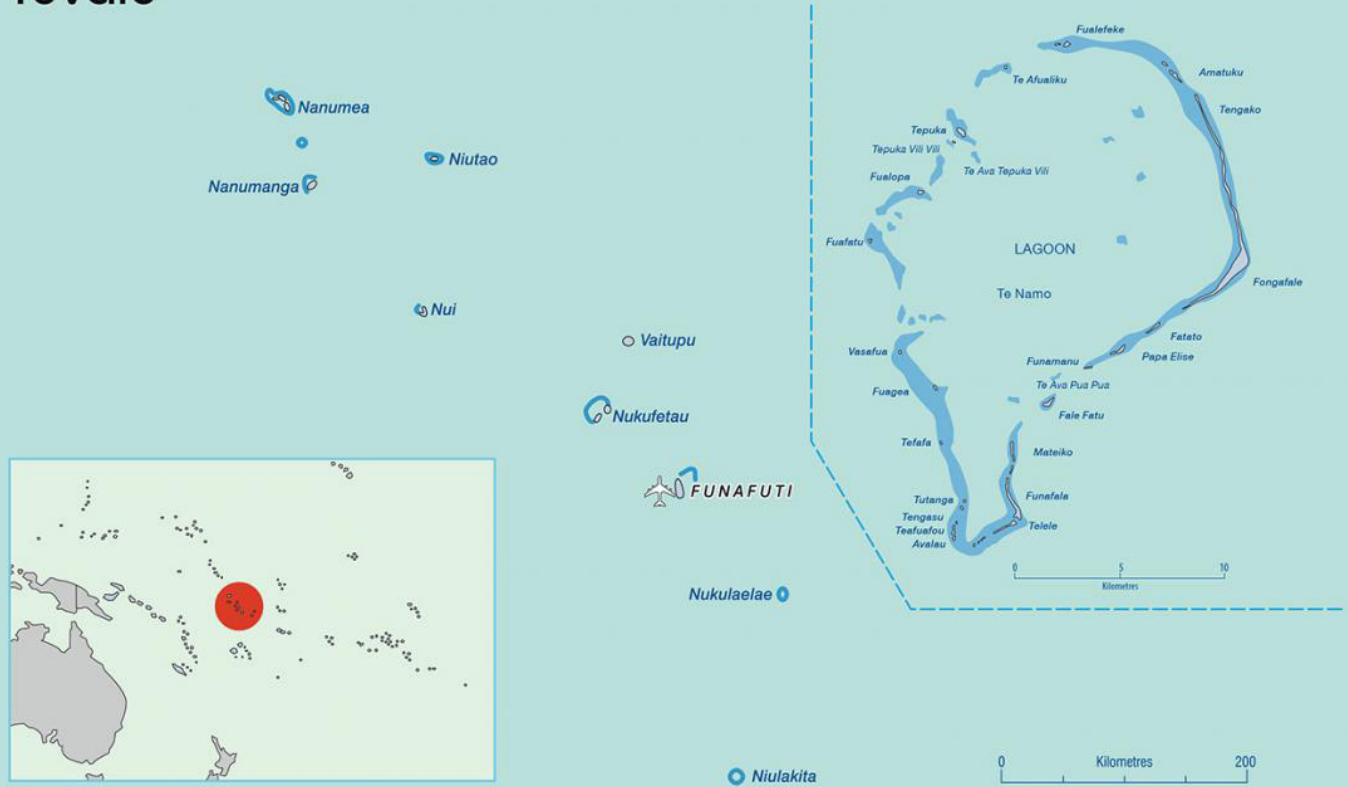 Nanumea
Niutao
Nanumanga
Nui
Vaitupu
Nukufetau
FUNAFUTI
Nukulaelae
Niulakita
Fualefeke
Te Afualiku
Amatuku
Tengako
Tepuka
Tepuka Vili Vili
Te Ava Tepuka Vili
Fualopa
Fuafatu
LAGOON
Te Namo
Fongafale
Vasafua
Fatato
Funamanu
Papa Elise
Te Ava Pua Pua
Fuagea
Fale Fatu
Tefafa
Mateiko
Tutanga
Funafala
Tengasu
Telele
Teafuafou
Avalau
0 5 10
Kilometres
0 Kilometres 200